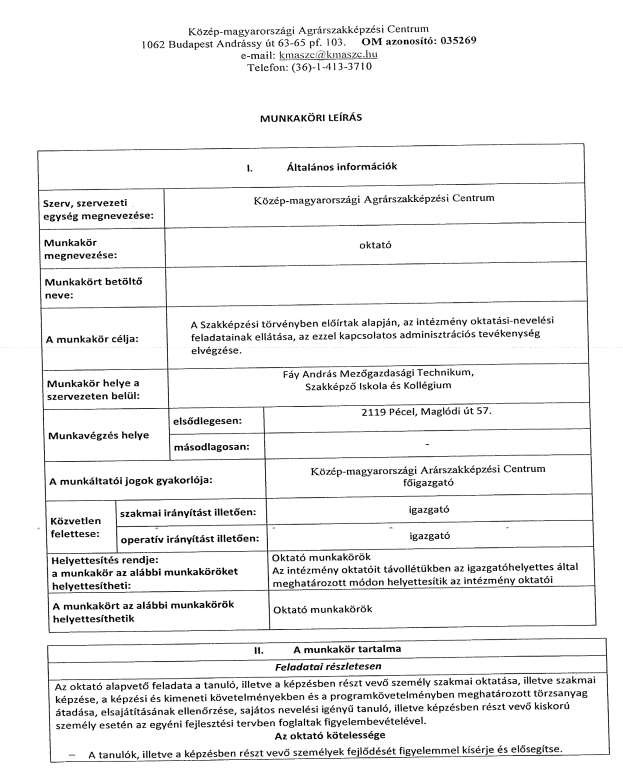 Közép-magyarországi Agrárszakképzési Centrum
1062 Budapest Andrássy út 63-65 pf. 103. OM azonosító: 035269
e-mail: kmaszc@kmaszc.hu
Telefon: (36)-1-413-3710
MUNKAKÖRI LEÍRÁS
I. Általános információk
Szerv, szervezeti
egység megnevezése:
Közép-magyarországi Agrárszakképzési Centrum
Munkakör
megnevezése:
oktató
Munkakört betöltő
neve:
A munkakör célja:
A Szakképzési törvényben előírtak alapján, az intézmény oktatási-nevelési
feladatainak ellátása, az ezzel kapcsolatos adminisztrációs tevékenység
elvégzése.
Munkakör helye a
szervezeten belül:
Fáy András Mezőgazdasági Technikum,
Szakképző Iskola és Kollégium
Munkavégzés helye
elsődlegesen:
2119 Pécel, Maglódi út 57.
másodlagosan:
-
A munkáltatói jogok gyakorlója:
Közép-magyarországi Arárszakképzési Centrum
főigazgató
Közvetlen
felettese:
szakmai irányítást illetően:
igazgató
operatív irányítást illetően:
igazgató
Helyettesítés rendje:
a munkakör az alábbi munkaköröket
helyettesítheti:
Oktató munkakörök
Az intézmény oktatóit távollétükben az igazgatóhelyettes által
meghatározott módon helyettesítik az intézmény oktatói
A munkakört az alábbi munkakörök
helyettesíthetik
Oktató munkakörök
II. A munkakör tartalma
Feladatai részletesen
Az oktató alapvető feladata a tanuló, illetve a képzésben részt vevő személy szakmai oktatása, illetve szakmai
képzése, a képzési és kimeneti követelményekben és a programkövetelményben meghatározott törzsanyag
átadása, elsajátításának ellenőrzése, sajátos nevelési igényű tanuló, illetve képzésben részt vevő kiskorú
személy esetén az egyéni fejlesztési tervben foglaltak figyelembevételével.
Az oktató kötelessége
– A tanulók, illetve a képzésben részt vevő személyek fejlődését figyelemmel kísérje és elősegítse.